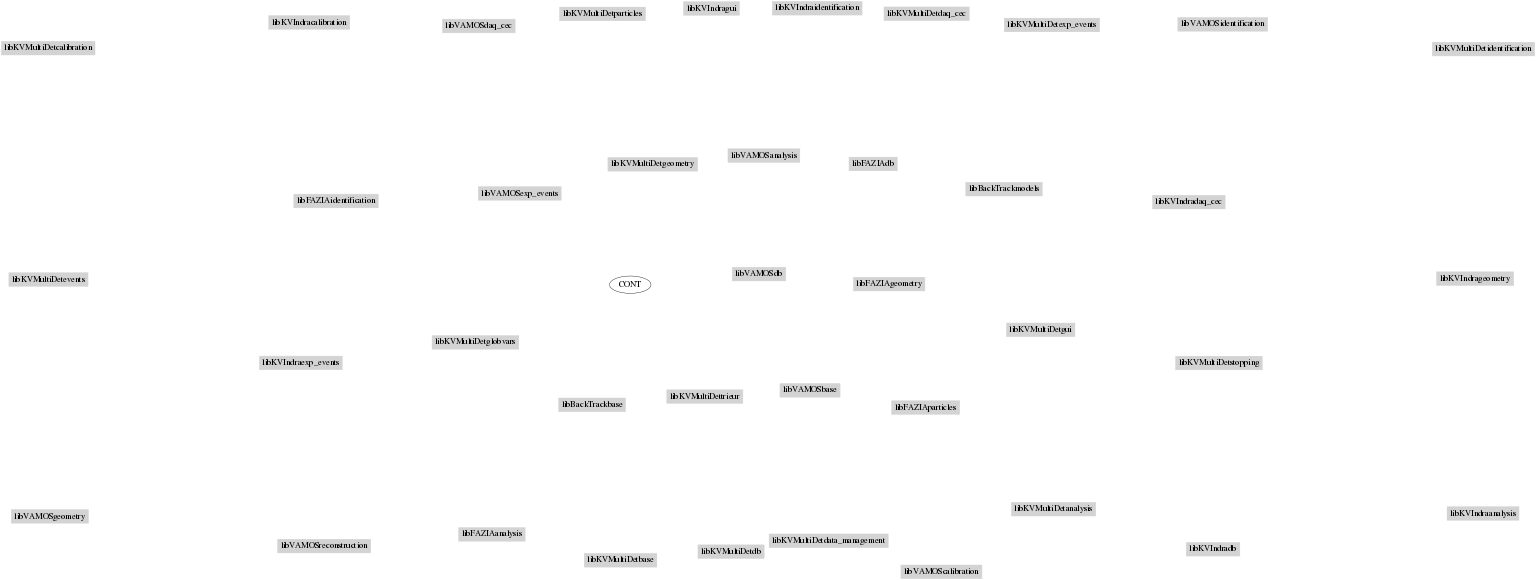 libKVIndragui
libKVIndraidentification
libKVMultiDetparticles
libKVMultiDetdaq_cec
libKVIndracalibration
libVAMOSdaq_cec
libKVMultiDetexp_events
libVAMOSidentification
libKVMultiDetcalibration
libKVMultiDetidentification
libKVMultiDetgeometry
libVAMOSanalysis
libFAZIAdb
libVAMOSexp_events
libBackTrackmodels
libFAZIAidentification
libKVIndradaq_cec
libKVMultiDetevents
CONT
libVAMOSdb
libFAZIAgeometry
libKVIndrageometry
libKVMultiDetgui
libKVMultiDetglobvars
libKVIndraexp_events
libKVMultiDetstopping
libBackTrackbase
libKVMultiDettrieur
libVAMOSbase
libFAZIAparticles
libVAMOSgeometry
libKVMultiDetanalysis
libKVIndraanalysis
libFAZIAanalysis
libVAMOSreconstruction
libKVMultiDetbase
libKVMultiDetdb
libKVMultiDetdata_management
libKVIndradb
libVAMOScalibration